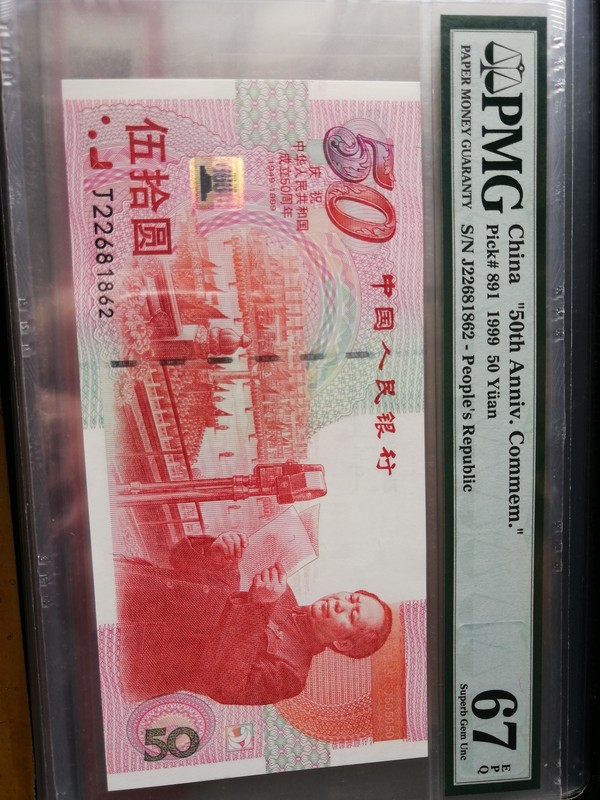 PMG
PAPER MONEY GUARANTY
China "50th Anniv. Commem."
Pick# 891 1999 50 Yüan
S/N J22681862 - People's Republic
67 EPQ
Superb Gem Unc
50
中国人民银行
庆祝
中华人民共和国
成立50周年
(1949-1999)
伍拾圆
J22681862
50